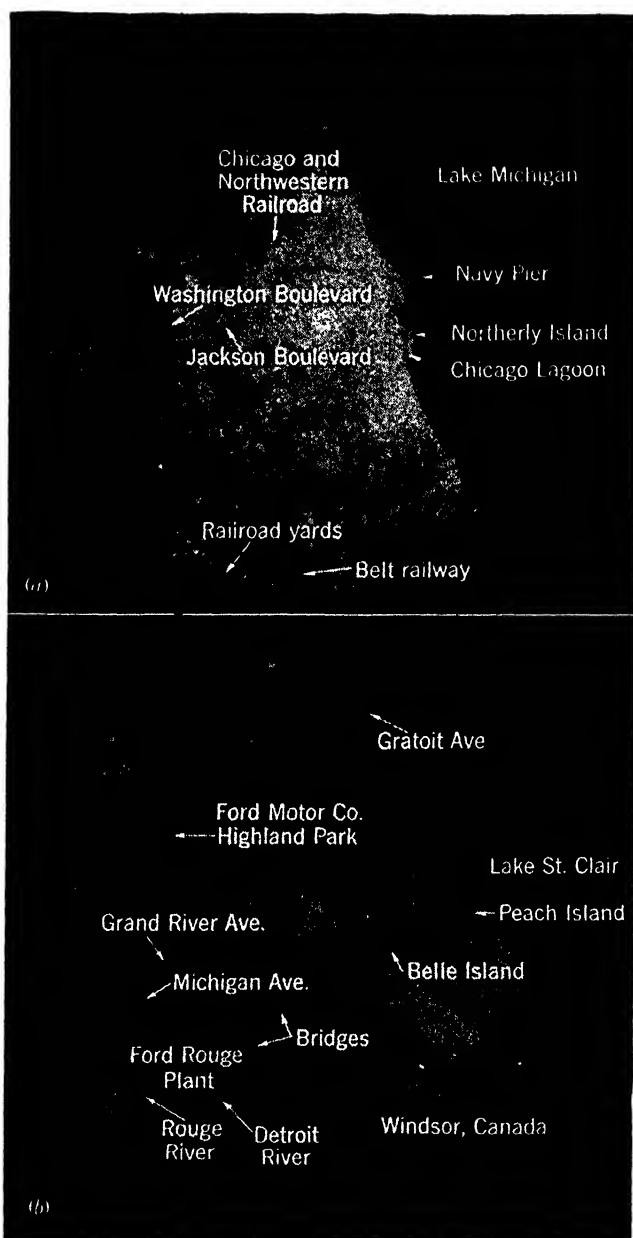 Chicago and
Northwestern
Railroad
Lake Michigan
Navy Pier
Washington Boulevard
Northerly Island
Jackson Boulevard
Chicago Lagoon
Railroad yards
Belt railway
(a)
Gratoit Ave
Ford Motor Co.
Highland Park
Lake St. Clair
Peach Island
Grand River Ave.
Belle Island
Michigan Ave.
Bridges
Ford Rouge
Plant
Rouge
River
Detroit
River
Windsor, Canada
(b)